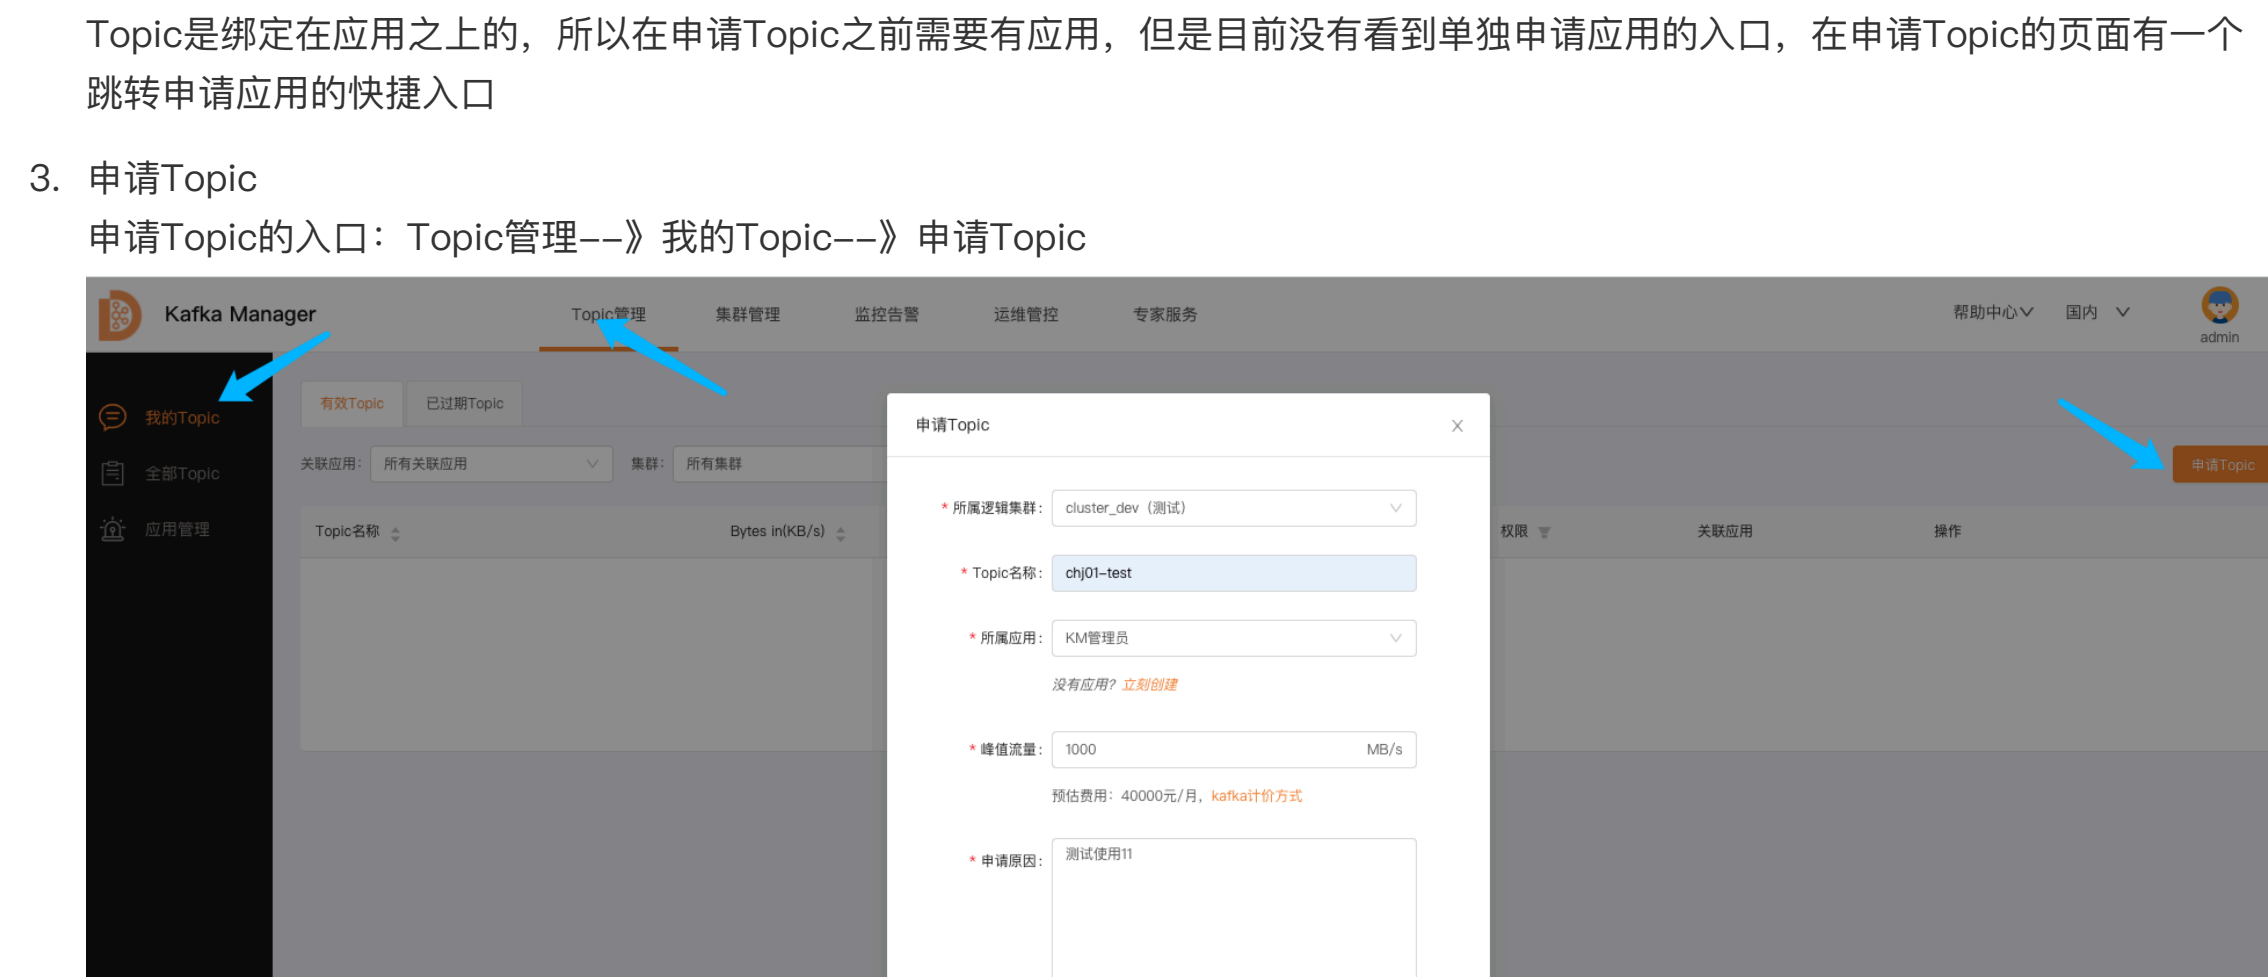 Topic是绑定在应用之上的，所以在申请Topic之前需要有应用，但是目前没有看到单独申请应用的入口，在申请Topic的页面有一个
跳转申请应用的快捷入口
3. 申请Topic
申请Topic的入口：Topic管理--》我的Topic--》申请Topic
Kafka Manager
Topic管理 集群管理 监控告警 运维管控 专家服务
帮助中心 国内
admin
我的Topic
全部Topic
应用管理
有效Topic 已过期Topic
关联应用： 所有关联应用 集群： 所有集群
申请Topic
Topic名称 Bytes in(KB/s) 权限 关联应用 操作
申请Topic
* 所属逻辑集群： cluster_dev（测试）
* Topic名称： chj01-test
* 所属应用： KM管理员
没有应用？立刻创建
* 峰值流量： 1000 MB/s
预估费用：40000元/月，kafka计价方式
* 申请原因： 测试使用11